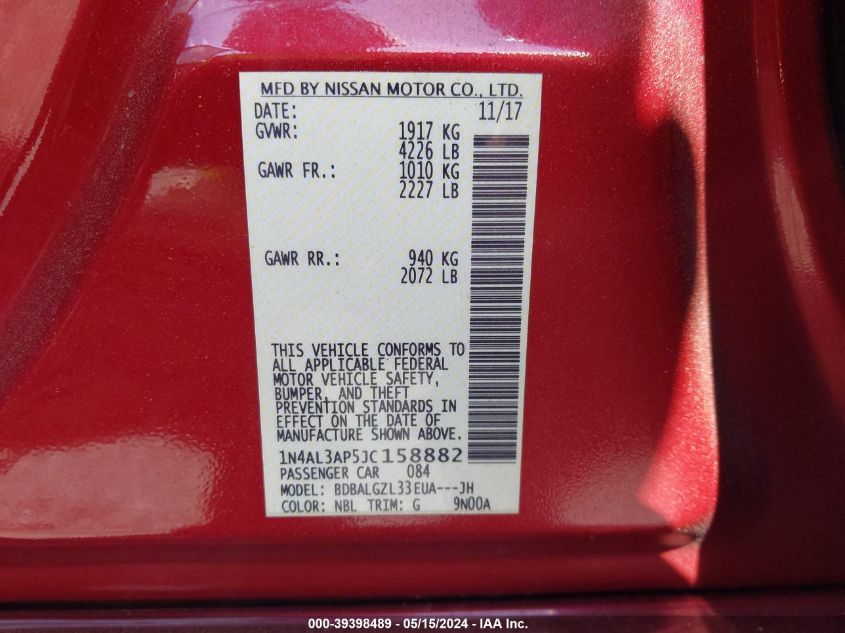 MFD BY NISSAN MOTOR CO., LTD.
DATE: 11/17
GVWR: 1917 KG
4226 LB
GAWR FR.: 1010 KG
2227 LB
GAWR RR.: 940 KG
2072 LB
THIS VEHICLE CONFORMS TO
ALL APPLICABLE FEDERAL
MOTOR VEHICLE SAFETY,
BUMPER, AND THEFT
PREVENTION STANDARDS IN
EFFECT ON THE DATE OF
MANUFACTURE SHOWN ABOVE.
1N4AL3AP5JC158882
PASSENGER CAR 084
MODEL: BDBALGZL33EUA---JH
COLOR: NBL TRIM: G 9N00A
000-39398489 - 05/15/2024 - IAA Inc.